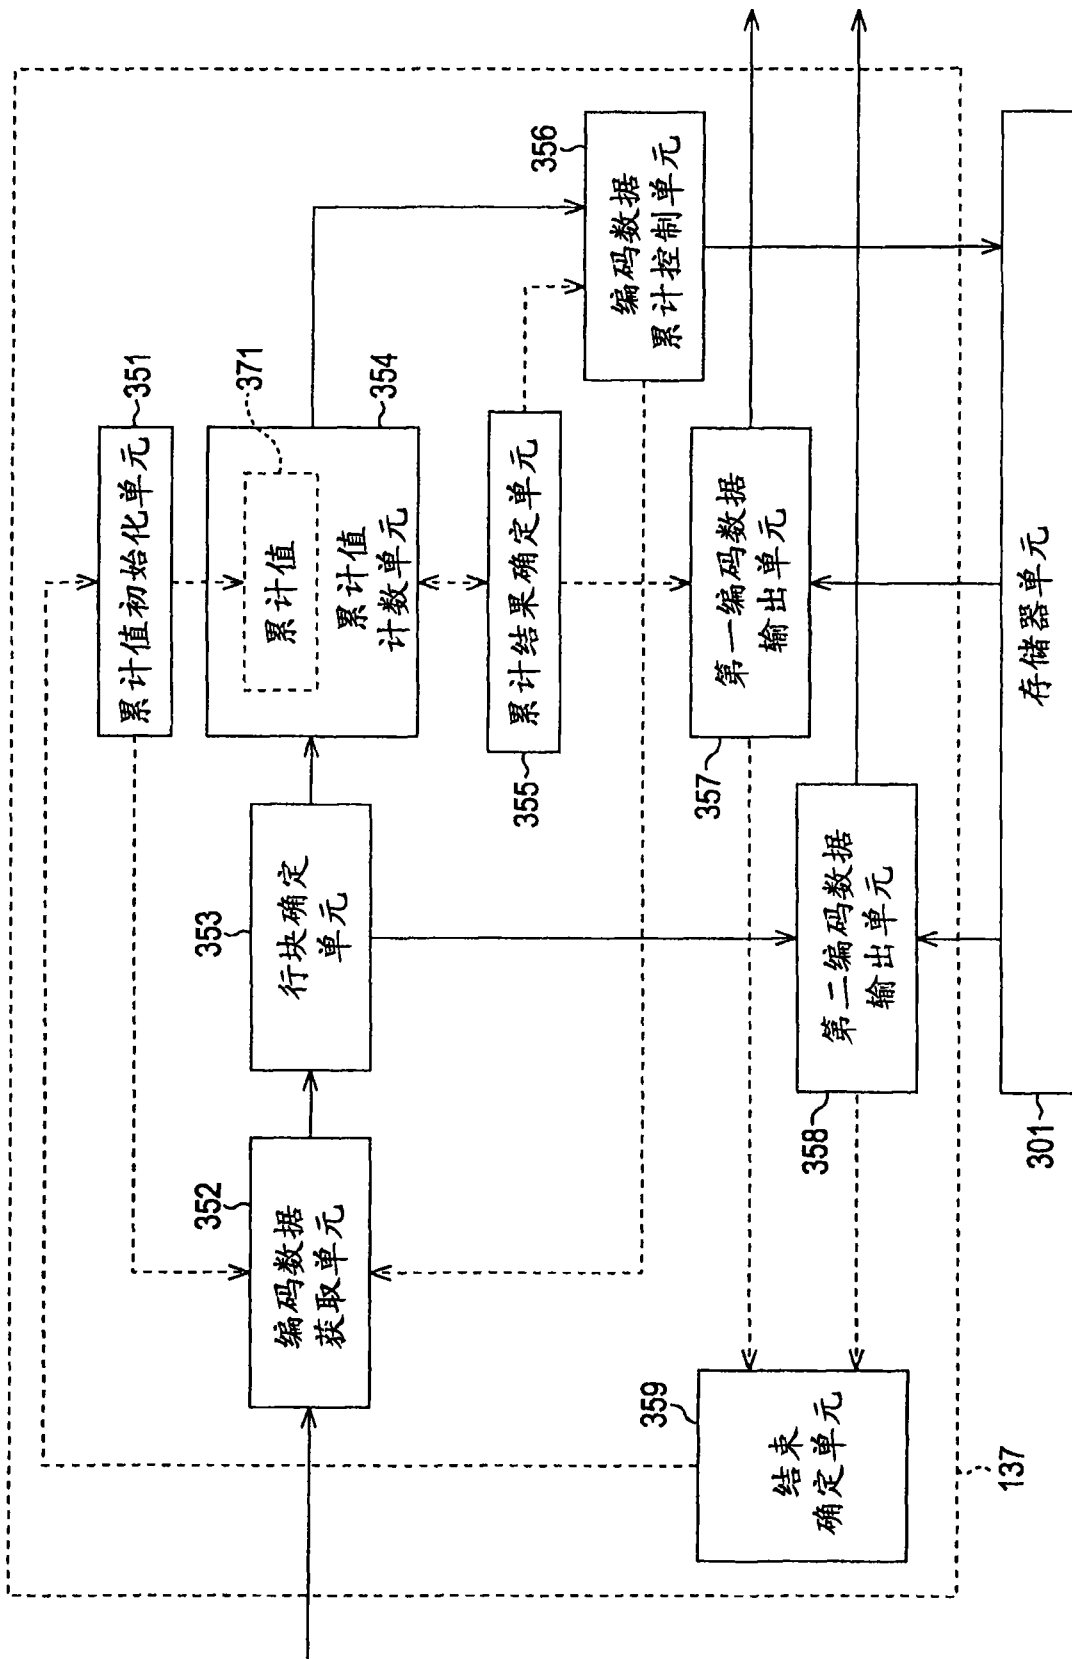 351
累计值初始化单元
371
累计值
累计值
计数单元
354
352
编码数据
获取单元
353
行块确定
单元
356
编码数据
累计控制单元
355
累计结果确定单元
357
第一编码数据
输出单元
358
第二编码数据
输出单元
359
结束
确定单元
137
301
存储器单元